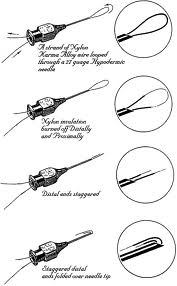 A strand of Nylon
Karma Alloy wire looped
through a 27 guage Hypodermic
needle
Nylon insulation
burned off Distally
and Proximally
Distal ends staggered
Staggered distal
ends folded over needle tip